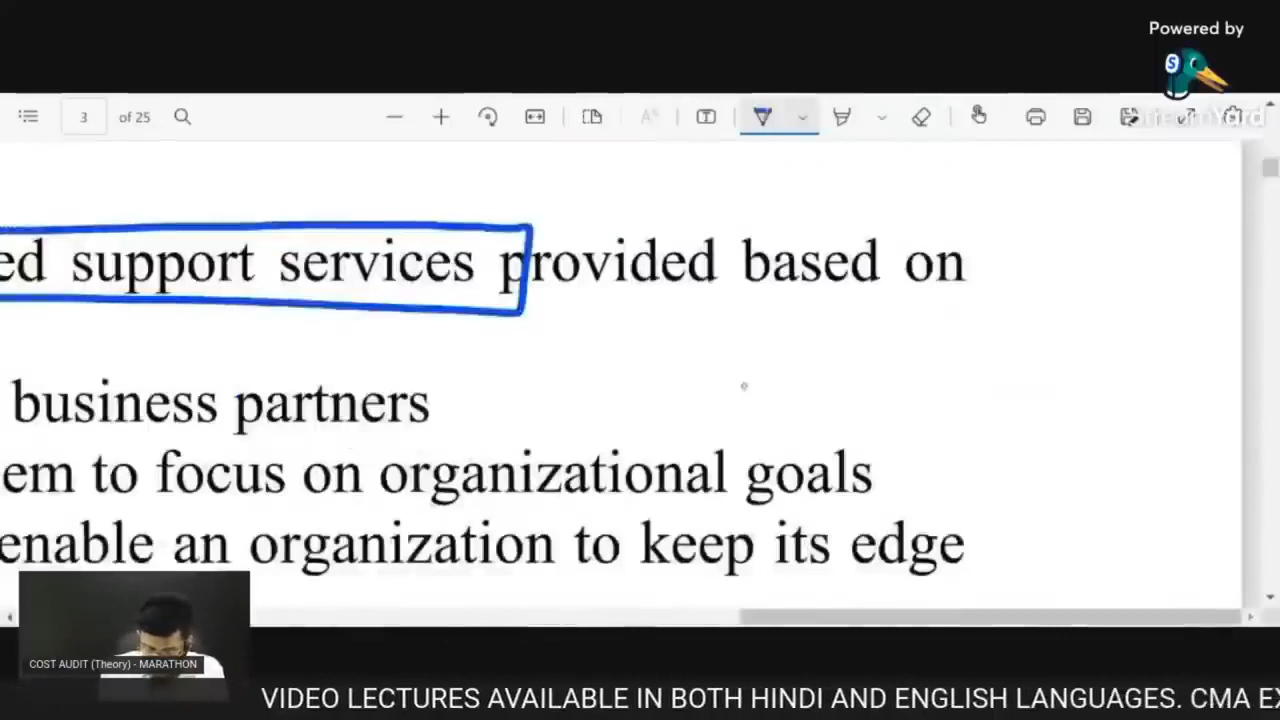 Powered by
S
StreamYard
3 of 25
ed support services provided based on
business partners
em to focus on organizational goals
enable an organization to keep its edge
COST AUDIT (Theory) - MARATHON
VIDEO LECTURES AVAILABLE IN BOTH HINDI AND ENGLISH LANGUAGES. CMA EX